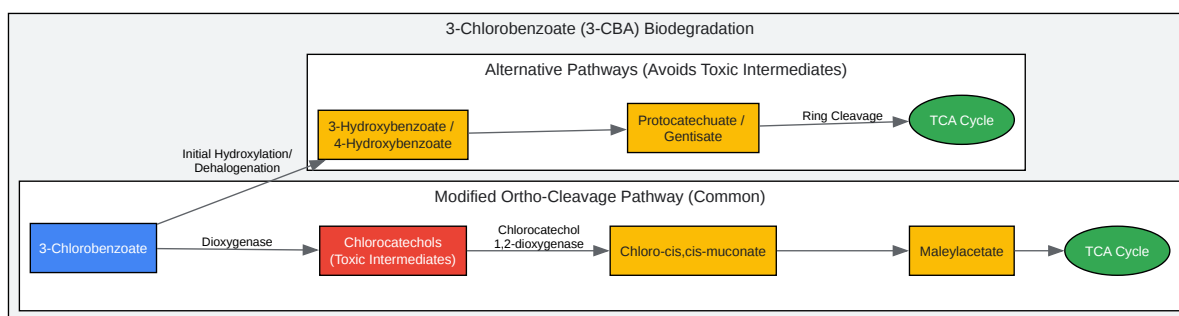 3-Chlorobenzoate (3-CBA) Biodegradation
Alternative Pathways (Avoids Toxic Intermediates)
3-Hydroxybenzoate /
4-Hydroxybenzoate
Protocatechuate /
Gentisate
Ring Cleavage
TCA Cycle
Initial Hydroxylation/
Dehalogenation
Modified Ortho-Cleavage Pathway (Common)
3-Chlorobenzoate
Dioxygenase
Chlorocatechols
(Toxic Intermediates)
Chlorocatechol
1,2-dioxygenase
Chloro-cis,cis-muconate
Maleylacetate
TCA Cycle